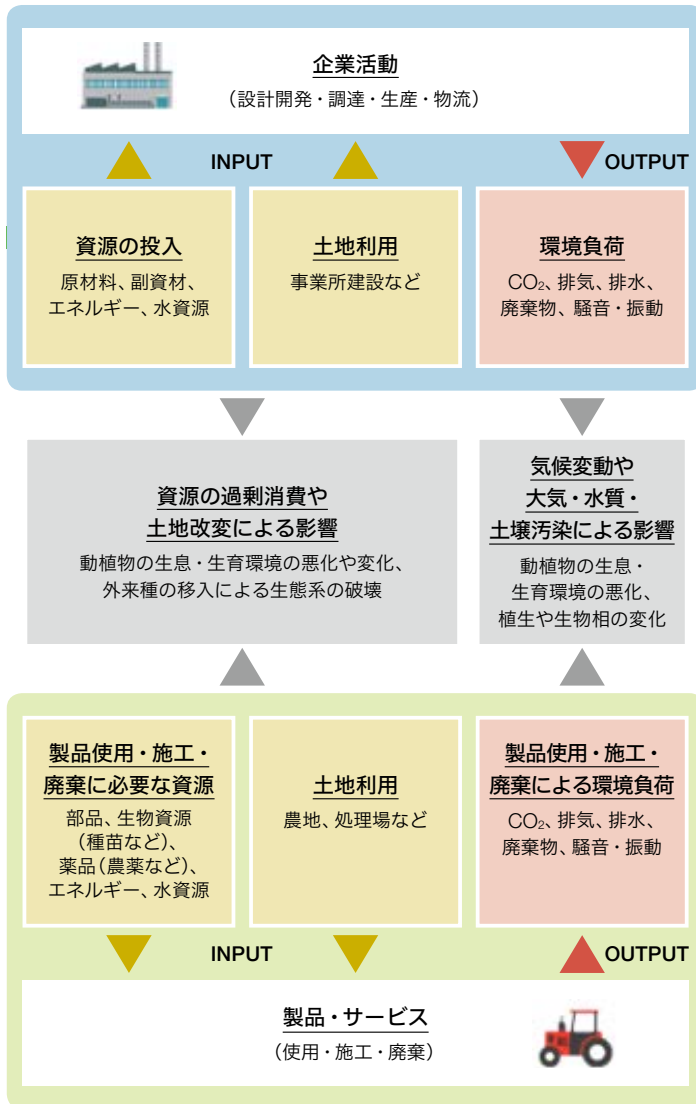 企業活動
（設計開発・調達・生産・物流）
INPUT
OUTPUT
資源の投入
原材料、副資材、
エネルギー、水資源
土地利用
事業所建設など
環境負荷
CO₂、排気、排水、
廃棄物、騒音・振動
資源の過剰消費や
土地改変による影響
動植物の生息・生育環境の悪化や変化、
外来種の移入による生態系の破壊
気候変動や
大気・水質・
土壌汚染による影響
動植物の生息・
生育環境の悪化、
植生や生物相の変化
製品使用・施工・
廃棄に必要な資源
部品、生物資源
（種苗など）、
薬品（農薬など）、
エネルギー、水資源
土地利用
農地、処理場など
製品使用・施工・
廃棄による環境負荷
CO₂、排気、排水、
廃棄物、騒音・振動
INPUT
OUTPUT
製品・サービス
（使用・施工・廃棄）